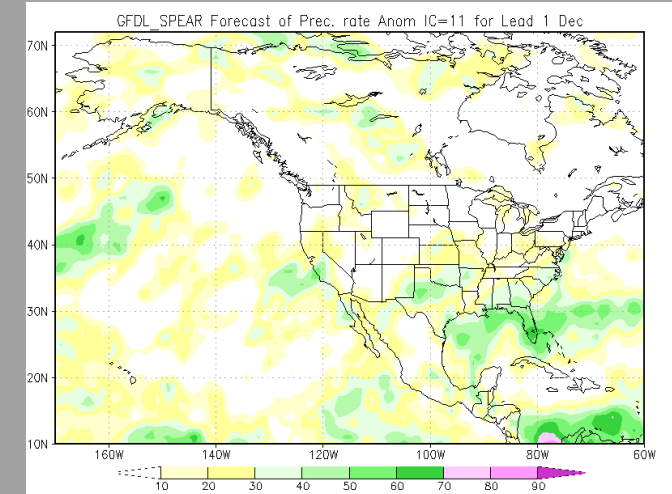 GFDL_SPEAR Forecast of Prec. rate Anom IC=11 for Lead 1 Dec
70N
60N
50N
40N
30N
20N
10N
160W 140W 120W 100W 80W 60W
10 20 30 40 50 60 70 80 90